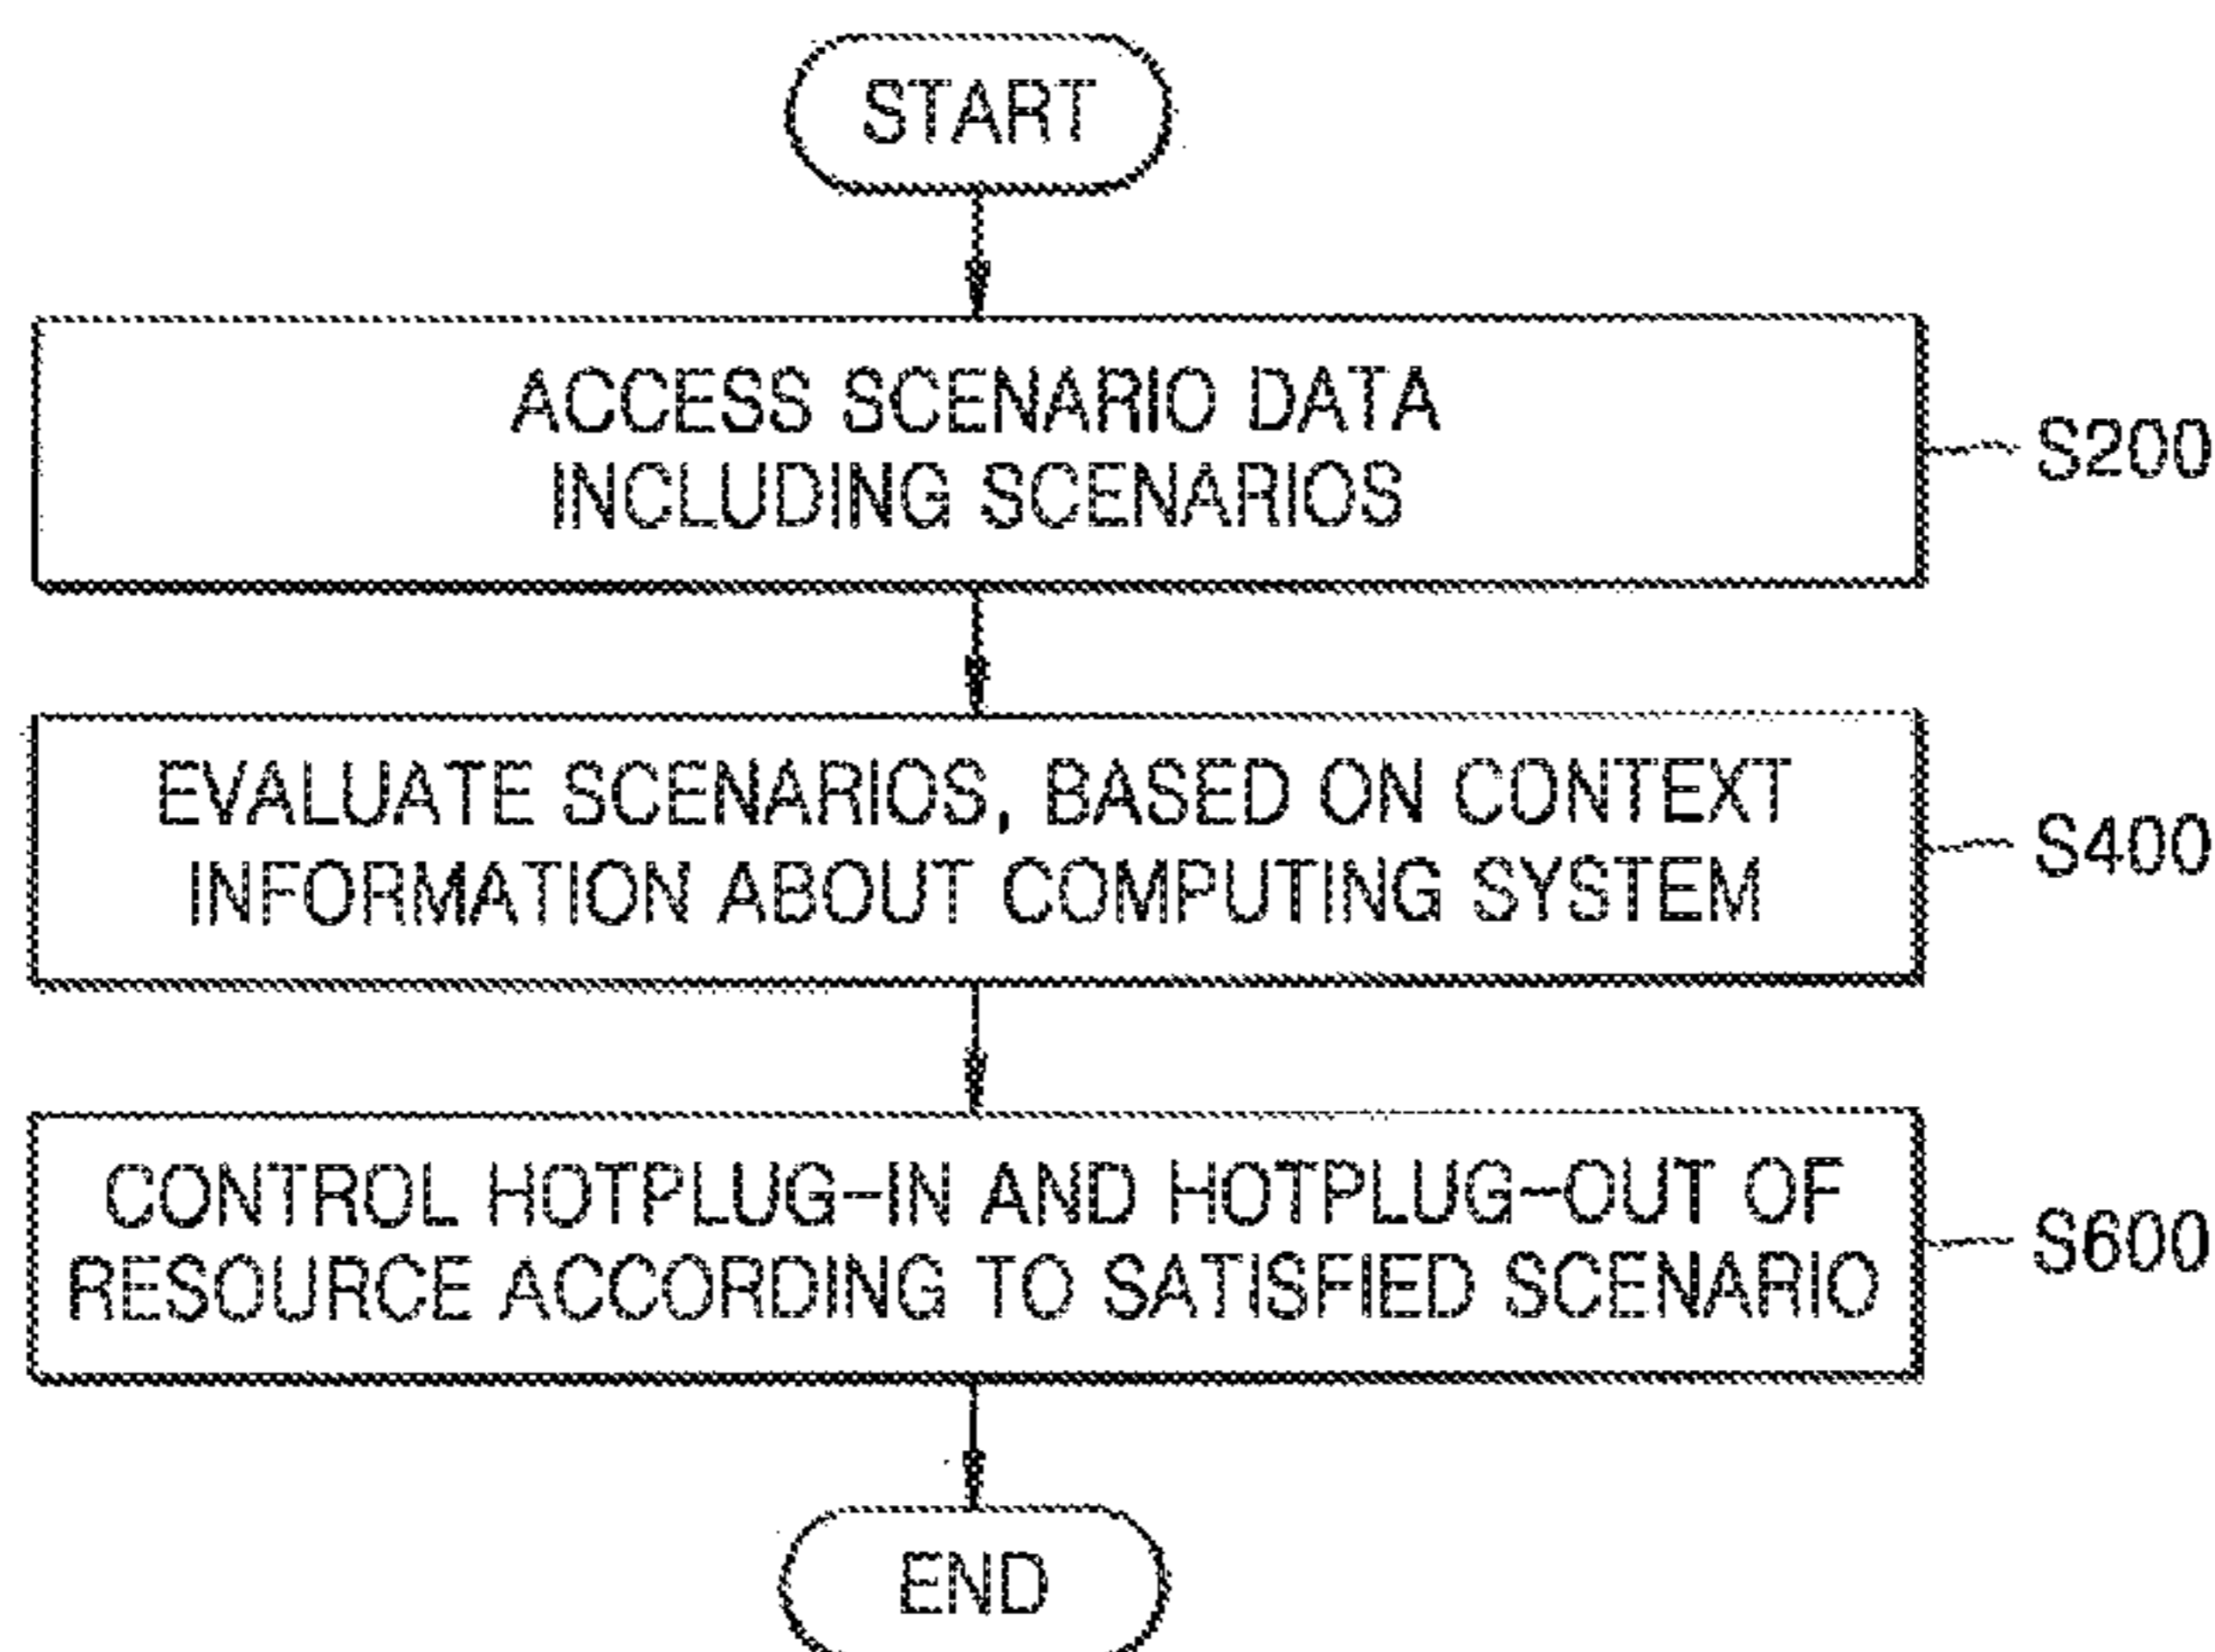 START
ACCESS SCENARIO DATA
INCLUDING SCENARIOS
S200
EVALUATE SCENARIOS, BASED ON CONTEXT
INFORMATION ABOUT COMPUTING SYSTEM
S400
CONTROL HOTPLUG-IN AND HOTPLUG-OUT OF
RESOURCE ACCORDING TO SATISFIED SCENARIO
S600
END